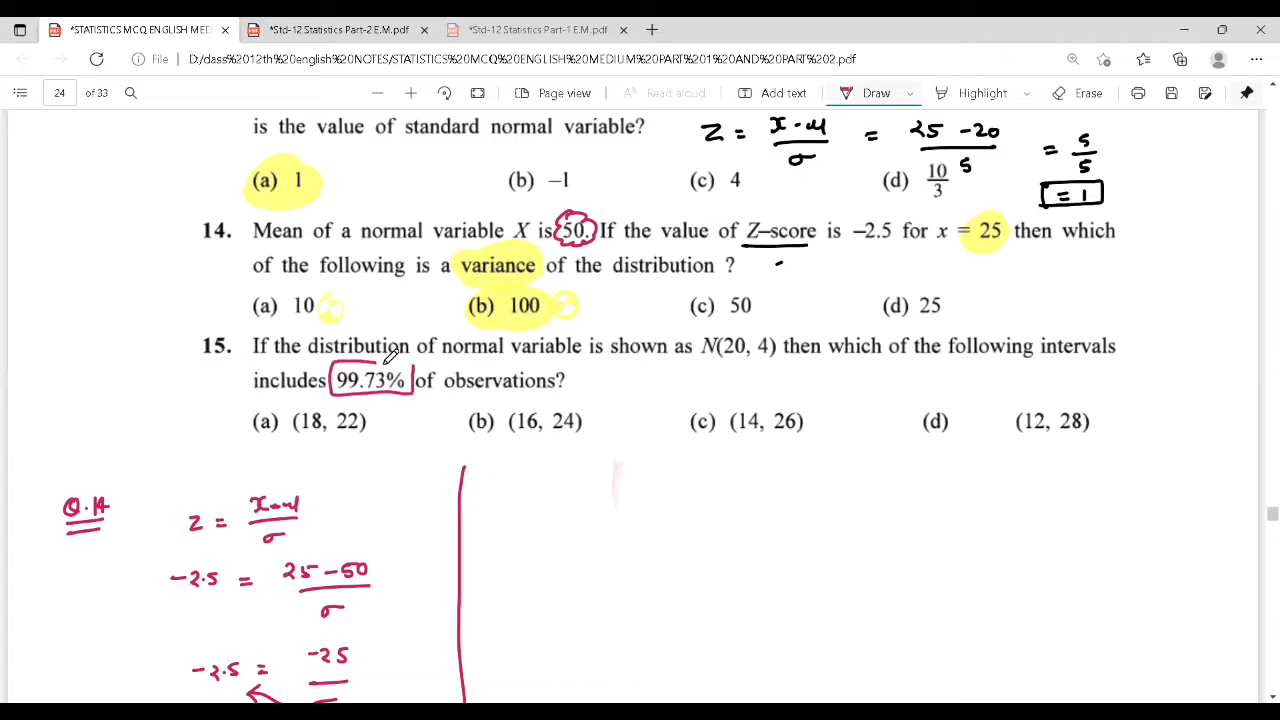 *STATISTICS MCQ ENGLISH MED
*Std-12 Statistics Part-2 E.M.pdf
*Std-12 Statistics Part-1 E.M.pdf
File
D:/dass%2012th%20english%20NOTES/STATISTICS%20MCQ%20ENGLISH%20MEDIUM%20PART%201%20AND%20PART%202.pdf
24 of 33
Page view
Read aloud
Add text
Draw
Highlight
Erase
is the value of standard normal variable?
Z = x-μ/σ = 25-20/5 = 5/5
= 1
(a) 1 (b) –1 (c) 4 (d) 10/3
14. Mean of a normal variable X is 50. If the value of Z–score is –2.5 for x = 25 then which
of the following is a variance of the distribution ?
(a) 10 (b) 100 (c) 50 (d) 25
15. If the distribution of normal variable is shown as N(20, 4) then which of the following intervals
includes 99.73% of observations?
(a) (18, 22) (b) (16, 24) (c) (14, 26) (d) (12, 28)
Q.14 z = x-μ/σ
-2.5 = 25-50/σ
-2.5 = -25/